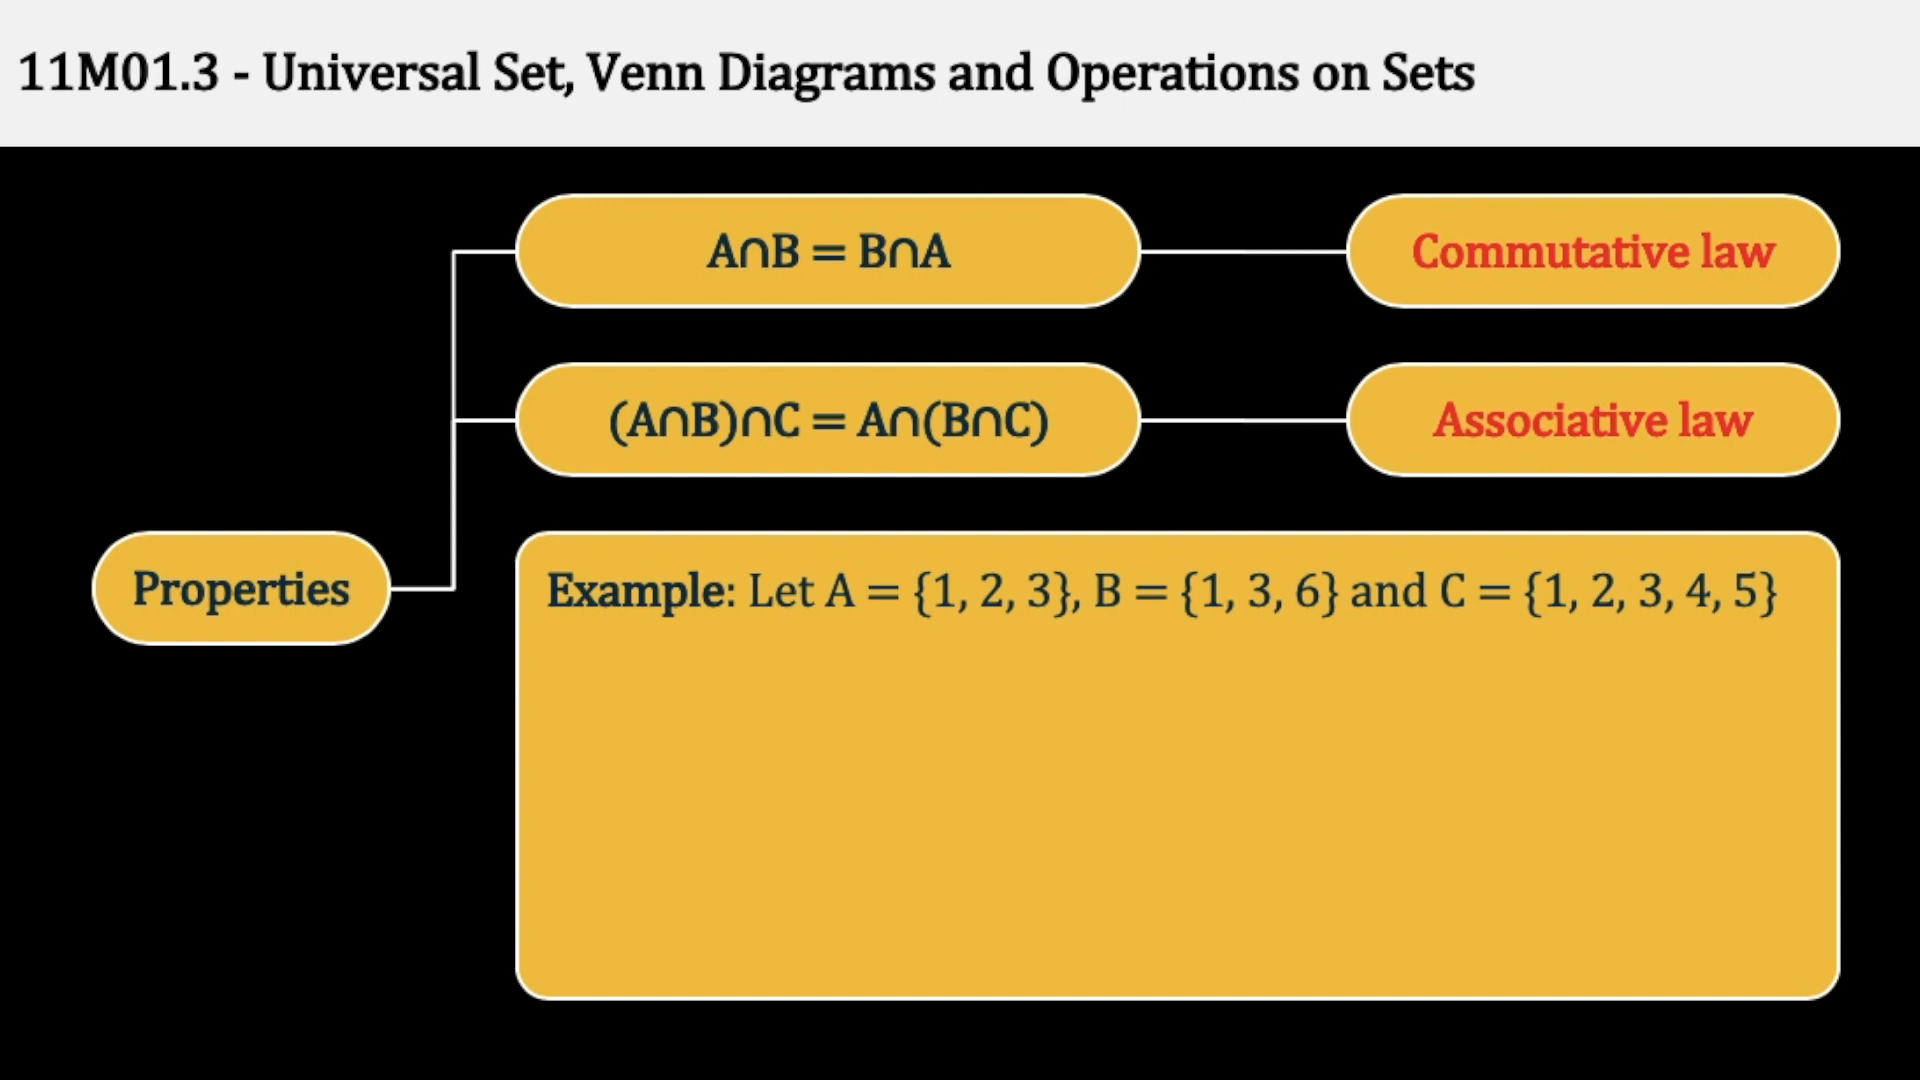 11M01.3 - Universal Set, Venn Diagrams and Operations on Sets
A∩B = B∩A
Commutative law
(A∩B)∩C = A∩(B∩C)
Associative law
Properties
Example: Let A = {1, 2, 3}, B = {1, 3, 6} and C = {1, 2, 3, 4, 5}